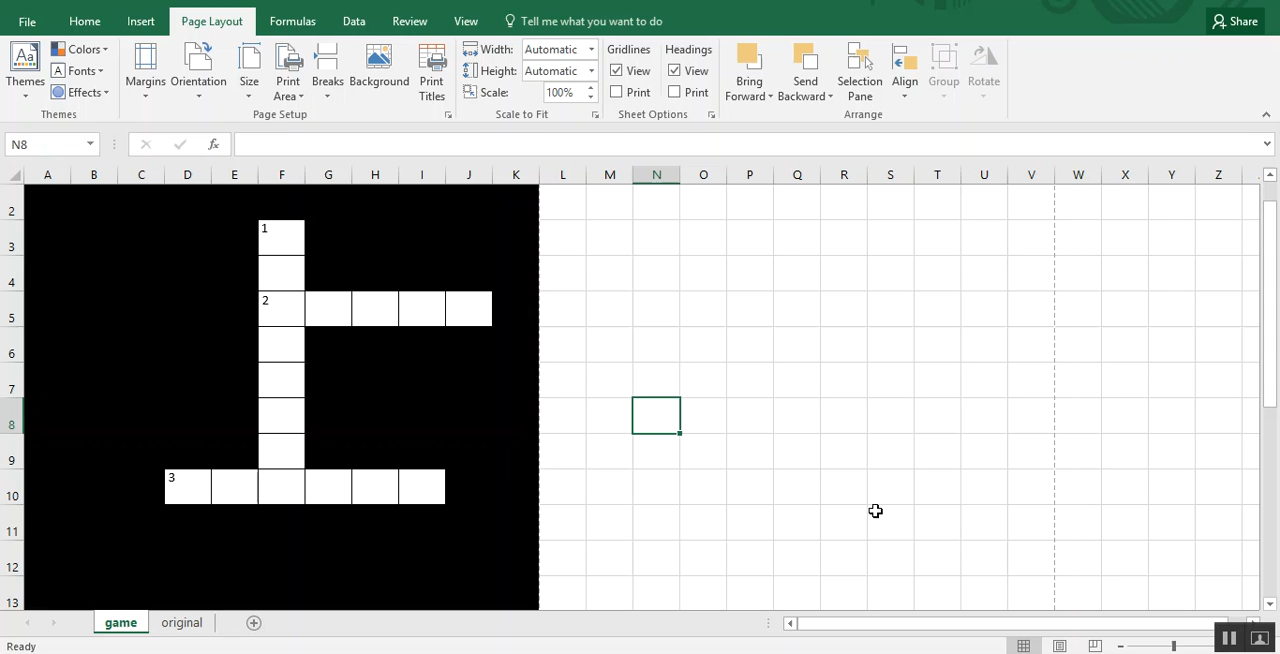 File Home Insert Page Layout Formulas Data Review View Tell me what you want to do Share
Themes Colors Fonts Effects Themes
Margins Orientation Size Print Area Breaks Background Print Titles Page Setup
Width: Automatic
Height: Automatic
Scale: 100%
Scale to Fit
Gridlines Headings
View View
Print Print
Sheet Options
Bring Forward Send Backward Selection Pane Align Group Rotate
Arrange
N8 fx
A B C D E F G H I J K L M N O P Q R S T U V W X Y Z
2
3 1
4
5 2
6
7
8
9
10 3
11
12
13
game original
Ready